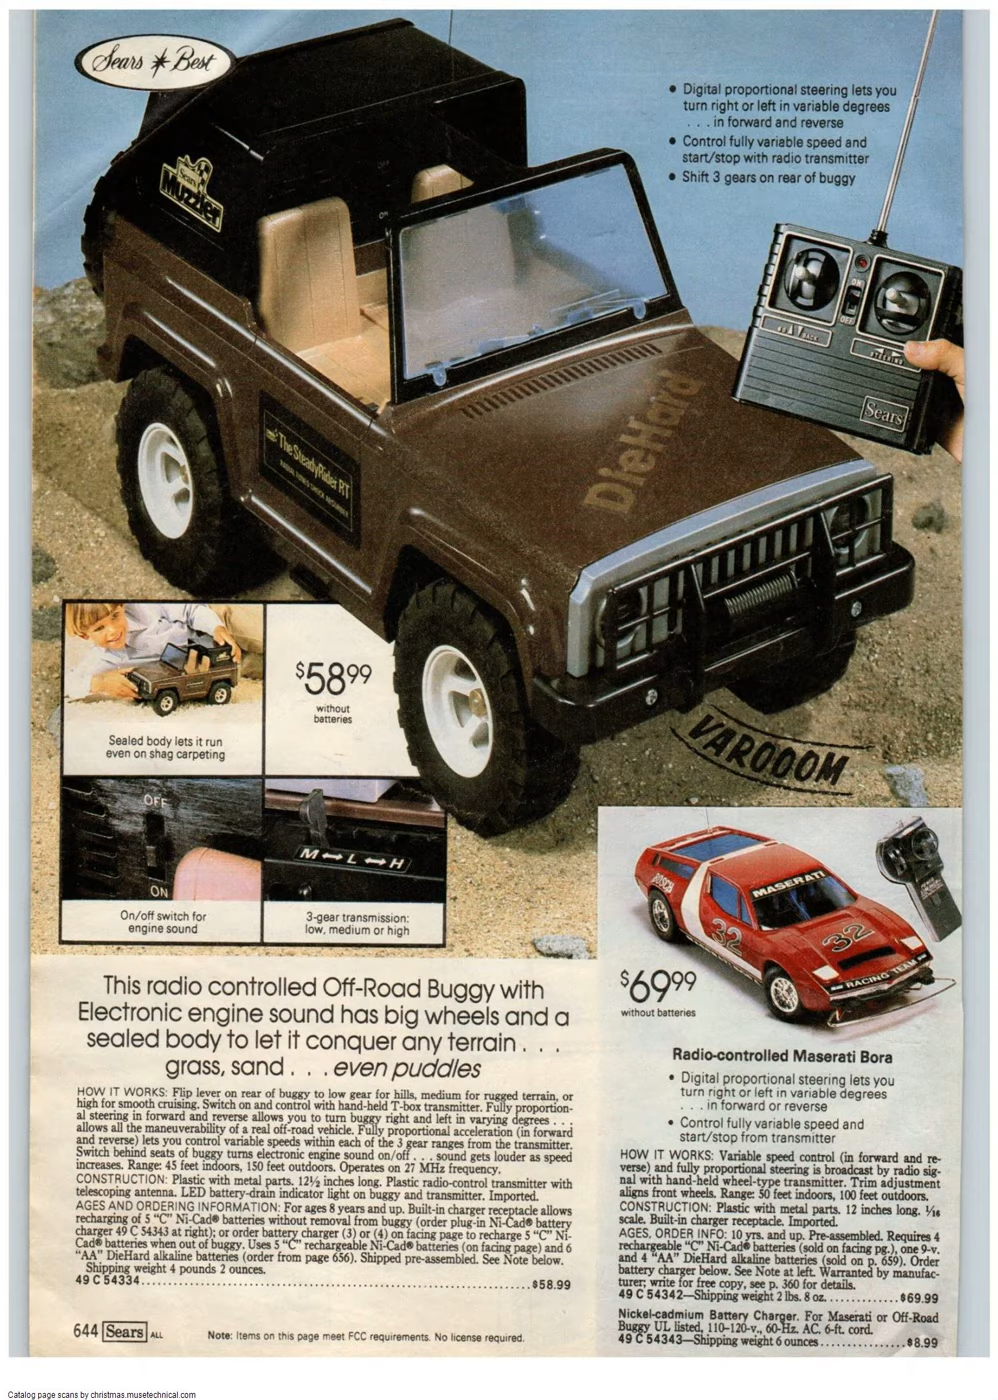 Sears Best
• Digital proportional steering lets you
turn right or left in variable degrees
. . . in forward and reverse
• Control fully variable speed and
start/stop with radio transmitter
• Shift 3 gears on rear of buggy
Sears
Muzzler
ON
ON
OFF
GO BACK
STEERING
Sears
DieHard
The SteadyRider RT
$58.99
without
batteries
Sealed body lets it run
even on shag carpeting
VAROOOM
OFF
ON
M ↔ L ↔ H
On/off switch for
engine sound
3-gear transmission:
low, medium or high
MASERATI
BOSCH
32
32
RACING TEAM
$69.99
without batteries
This radio controlled Off-Road Buggy with
Electronic engine sound has big wheels and a
sealed body to let it conquer any terrain . . .
grass, sand . . . even puddles
HOW IT WORKS: Flip lever on rear of buggy to low gear for hills, medium for rugged terrain, or
high for smooth cruising. Switch on and control with hand-held T-box transmitter. Fully proportion-
al steering in forward and reverse allows you to turn buggy right and left in varying degrees . . .
allows all the maneuverability of a real off-road vehicle. Fully proportional acceleration (in forward
and reverse) lets you control variable speeds within each of the 3 gear ranges from the transmitter.
Switch behind seats of buggy turns electronic engine sound on/off . . . sound gets louder as speed
increases. Range: 45 feet indoors, 150 feet outdoors. Operates on 27 MHz frequency.
CONSTRUCTION: Plastic with metal parts. 12½ inches long. Plastic radio-control transmitter with
telescoping antenna. LED battery-drain indicator light on buggy and transmitter. Imported.
AGES AND ORDERING INFORMATION: For ages 8 years and up. Built-in charger receptacle allows
recharging of 5 "C" Ni-Cad® batteries without removal from buggy (order plug-in Ni-Cad® battery
charger 49 C 54343 at right); or order battery charger (3) or (4) on facing page to recharge 5 "C" Ni-
Cad® batteries when out of buggy. Uses 5 "C" rechargeable Ni-Cad® batteries (on facing page) and 6
"AA" DieHard alkaline batteries (order from page 656). Shipped pre-assembled. See Note below.
Shipping weight 4 pounds 2 ounces.
49 C 54334..........$58.99
Radio-controlled Maserati Bora
• Digital proportional steering lets you
turn right or left in variable degrees
. . . in forward or reverse
• Control fully variable speed and
start/stop from transmitter
HOW IT WORKS: Variable speed control (in forward and re-
verse) and fully proportional steering is broadcast by radio sig-
nal with hand-held wheel-type transmitter. Trim adjustment
aligns front wheels. Range: 50 feet indoors, 100 feet outdoors.
CONSTRUCTION: Plastic with metal parts. 12 inches long. 1/16
scale. Built-in charger receptacle. Imported.
AGES, ORDER INFO: 10 yrs. and up. Pre-assembled. Requires 4
rechargeable "C" Ni-Cad® batteries (sold on facing pg.), one 9-v.
and 4 "AA" DieHard alkaline batteries (sold on p. 659). Order
battery charger below. See Note at left. Warranted by manufac-
turer; write for free copy, see p. 360 for details.
49 C 54342—Shipping weight 2 lbs. 8 oz...........$69.99
Nickel-cadmium Battery Charger. For Maserati or Off-Road
Buggy UL listed, 110-120-v., 60-Hz. AC. 6-ft. cord.
49 C 54343—Shipping weight 6 ounces..........$8.99
644 Sears ALL
Note: Items on this page meet FCC requirements. No license required.
Catalog page scans by christmas.musetechnical.com